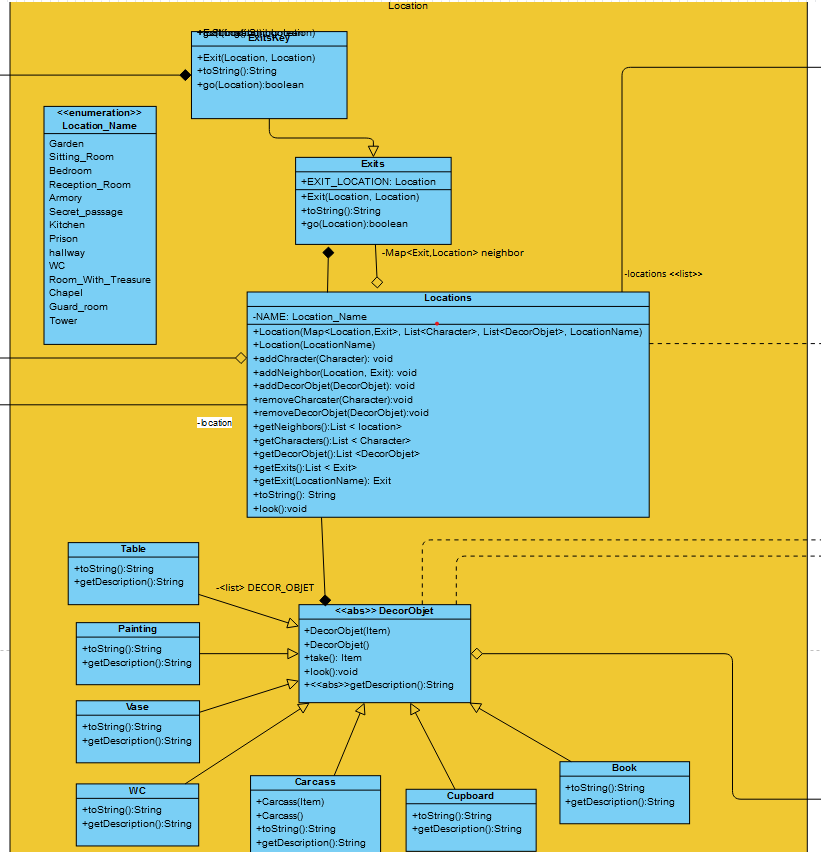 Location
ExitsKey
+Exit(Location, Location)
+toString():String
+go(Location):boolean
<<enumeration>>
Location_Name
Garden
Sitting_Room
Bedroom
Reception_Room
Armory
Secret_passage
Kitchen
Prison
hallway
WC
Room_With_Treasure
Chapel
Guard_room
Tower
Exits
+EXIT_LOCATION: Location
+Exit(Location, Location)
+toString():String
+go(Location):boolean
-Map<Exit,Location> neighbor
-locations <<list>>
Locations
-NAME: Location_Name
+Location(Map<Location,Exit>, List<Character>, List<DecorObjet>, LocationName)
+Location(LocationName)
+addChracter(Character): void
+addNeighbor(Location, Exit): void
+addDecorObjet(DecorObjet): void
+removeCharcater(Character):void
+removeDecorObjet(DecorObjet):void
+getNeighbors():List < location>
+getCharacters():List < Character>
+getDecorObjet():List <DecorObjet>
+getExits():List < Exit>
+getExit(LocationName): Exit
+toString(): String
+look():void
-location
Table
+toString():String
+getDescription():String
-<list> DECOR_OBJET
<<abs>> DecorObjet
+DecorObjet(Item)
+DecorObjet()
+take(): Item
+look():void
+<<abs>>getDescription():String
Painting
+toString():String
+getDescription():String
Vase
+toString():String
+getDescription():String
WC
+toString():String
+getDescription():String
Carcass
+Carcass(Item)
+Carcass()
+toString():String
+getDescription():String
Cupboard
+toString():String
+getDescription():String
Book
+toString():String
+getDescription():String